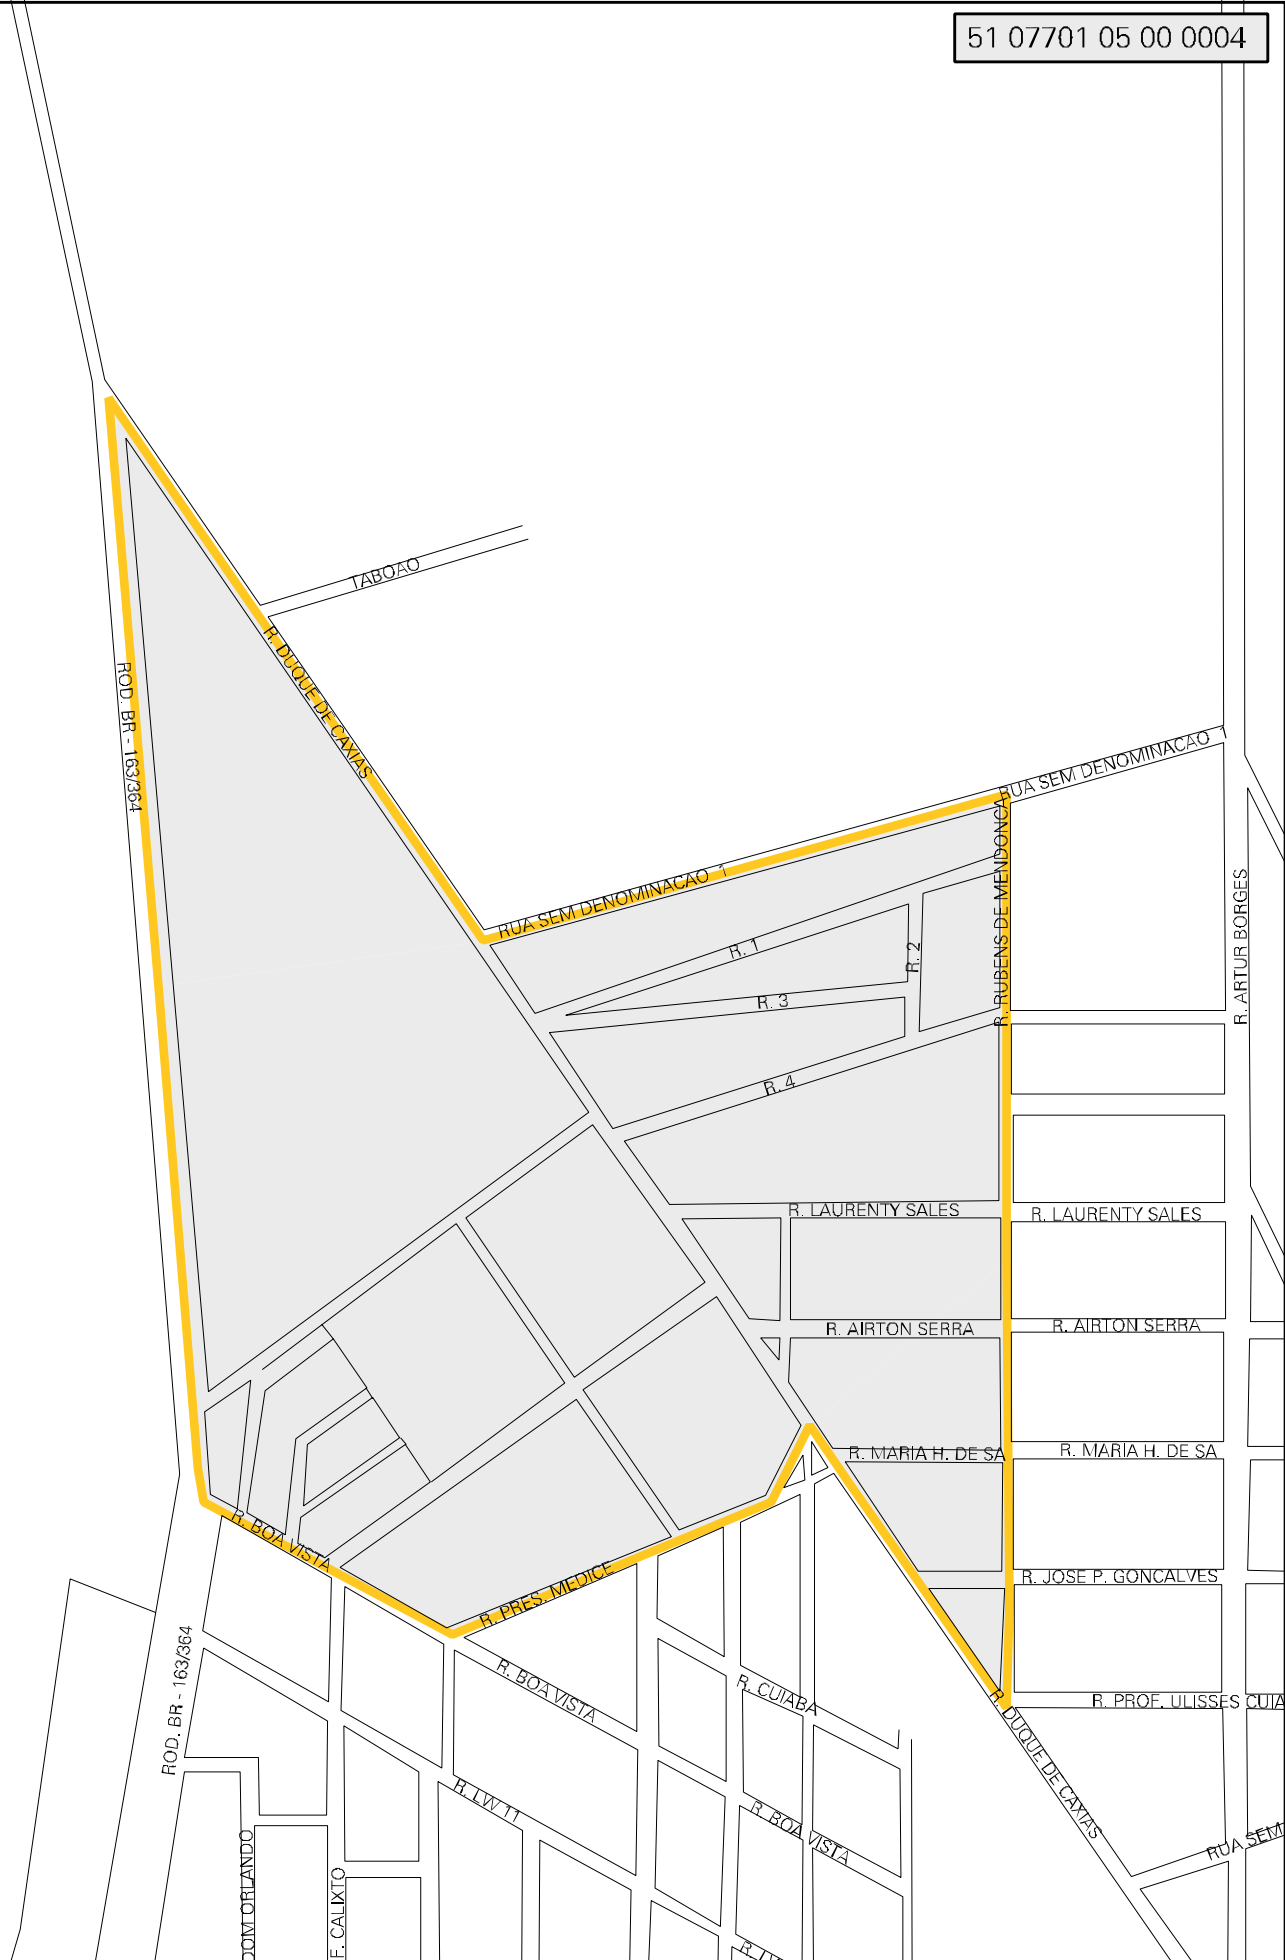 51 07701 05 00 0004
TABOAO
R. DUQUE DE CAXIAS
ROD. BR - 163/364
RUA SEM DENOMINACAO 1
RUA SEM DENOMINACAO 1
R. RUBENS DE MENDONCA
R. ARTUR BORGES
R. 1
R. 2
R. 3
R. 4
R. LAURENTY SALES
R. LAURENTY SALES
R. AIRTON SERRA
R. AIRTON SERRA
R. MARIA H. DE SA
R. MARIA H. DE SA
R. BOA VISTA
R. PRES. MEDICE
R. JOSE P. GONCALVES
ROD. BR - 163/364
R. BOA VISTA
R. CUIABA
R. PROF. ULISSES CUIA
R. DUQUE DE CAXIAS
R. LW 11
R. BOA VISTA
RUA SEM
DOM ORLANDO
F. CALIXTO